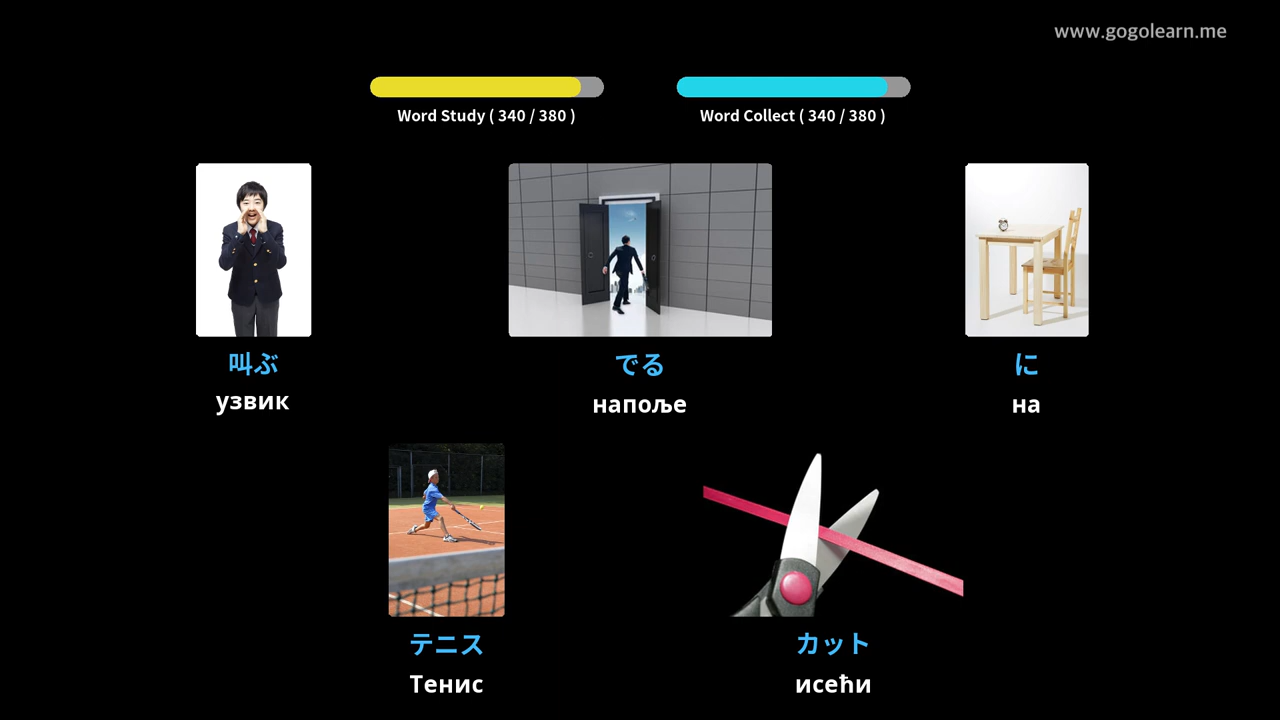 www.gogolearn.me
Word Study ( 340 / 380 )
Word Collect ( 340 / 380 )
叫ぶ
узвик
でる
напоље
に
на
テニス
Тенис
カット
исећи